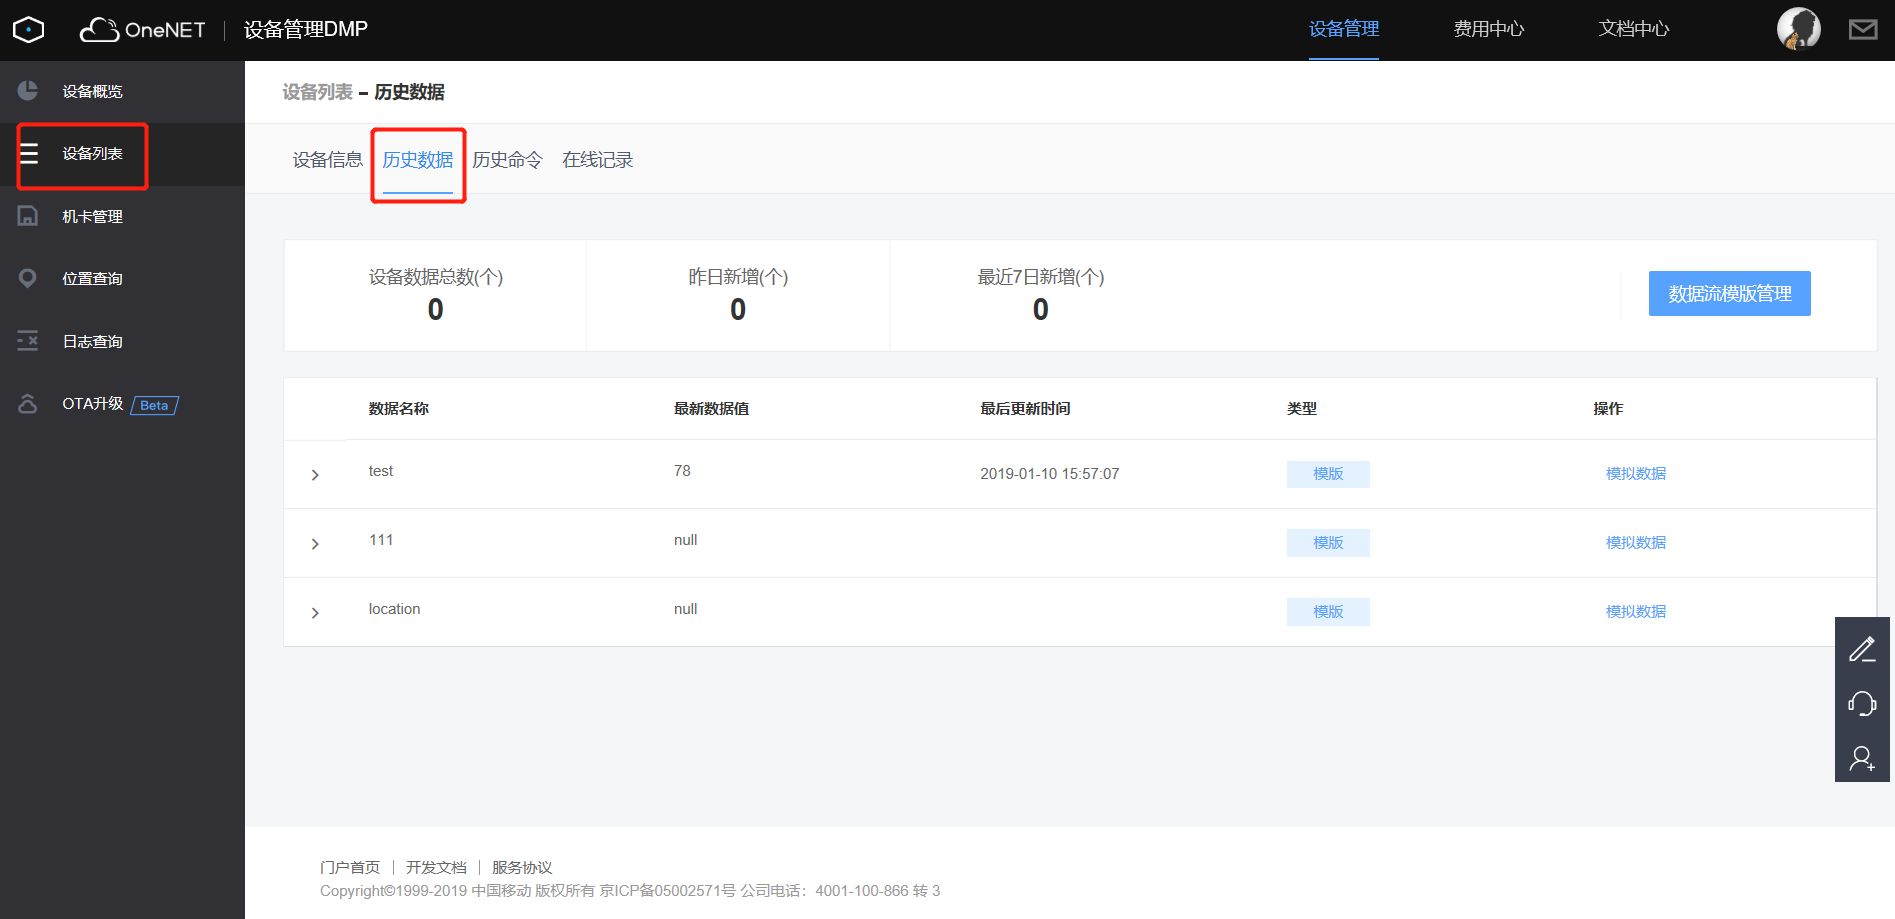 OneNET 设备管理DMP 设备管理 费用中心 文档中心
设备概览
设备列表
机卡管理
位置查询
日志查询
OTA升级 Beta
设备列表 – 历史数据
设备信息 历史数据 历史命令 在线记录
设备数据总数(个) 昨日新增(个) 最近7日新增(个)
0 0 0
数据流模版管理
数据名称 最新数据值 最后更新时间 类型 操作
test 78 2019-01-10 15:57:07 模版 模拟数据
111 null 模版 模拟数据
location null 模版 模拟数据
门户首页 | 开发文档 | 服务协议
Copyright©1999-2019 中国移动 版权所有 京ICP备05002571号 公司电话：4001-100-866 转 3